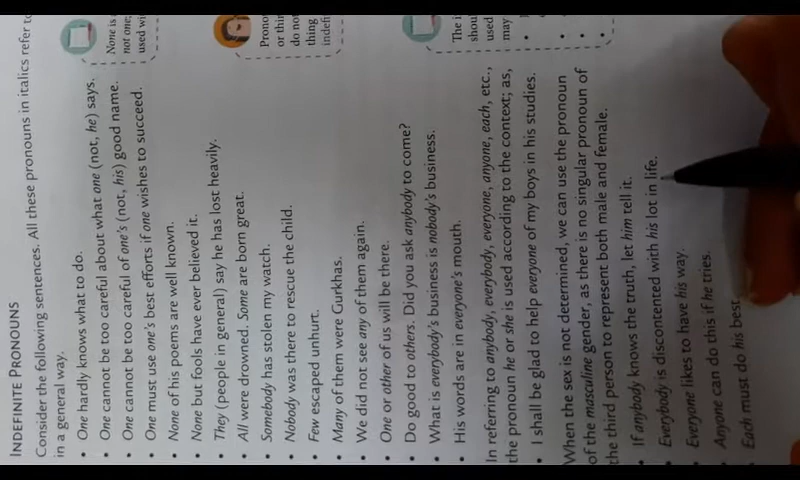 INDEFINITE PRONOUNS
Consider the following sentences. All these pronouns in italics refer to
in a general way.
• One hardly knows what to do.
• One cannot be too careful about what one (not, he) says.
• One cannot be too careful of one's (not, his) good name.
• One must use one's best efforts if one wishes to succeed.
• None of his poems are well known.
• None but fools have ever believed it.
• They (people in general) say he has lost heavily.
• All were drowned. Some are born great.
• Somebody has stolen my watch.
• Nobody was there to rescue the child.
• Few escaped unhurt.
• Many of them were Gurkhas.
• We did not see any of them again.
• One or other of us will be there.
• Do good to others. Did you ask anybody to come?
• What is everybody's business is nobody's business.
• His words are in everyone's mouth.
In referring to anybody, everybody, everyone, anyone, each, etc.,
the pronoun he or she is used according to the context; as,
• I shall be glad to help everyone of my boys in his studies.
When the sex is not determined, we can use the pronoun
of the masculine gender, as there is no singular pronoun of
the third person to represent both male and female.
• If anybody knows the truth, let him tell it.
• Everybody is discontented with his lot in life.
• Everyone likes to have his way.
• Anyone can do this if he tries.
• Each must do his best
None is
not one;
used wi
Prono
or thin
do not
thing
indefi
The i
shou
used
may